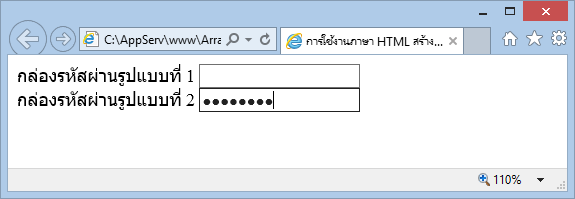 C:\AppServ\www\Arra
การใช้งานภาษา HTML สร้าง...
กล่องรหัสผ่านรูปแบบที่ 1
กล่องรหัสผ่านรูปแบบที่ 2 ●●●●●●●●
110%